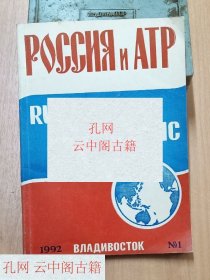 РОССИЯ и АТР
RU
IC
孔网
云中阁古籍
1992 ВЛАДИВОСТОК №1
孔网
云中阁古籍